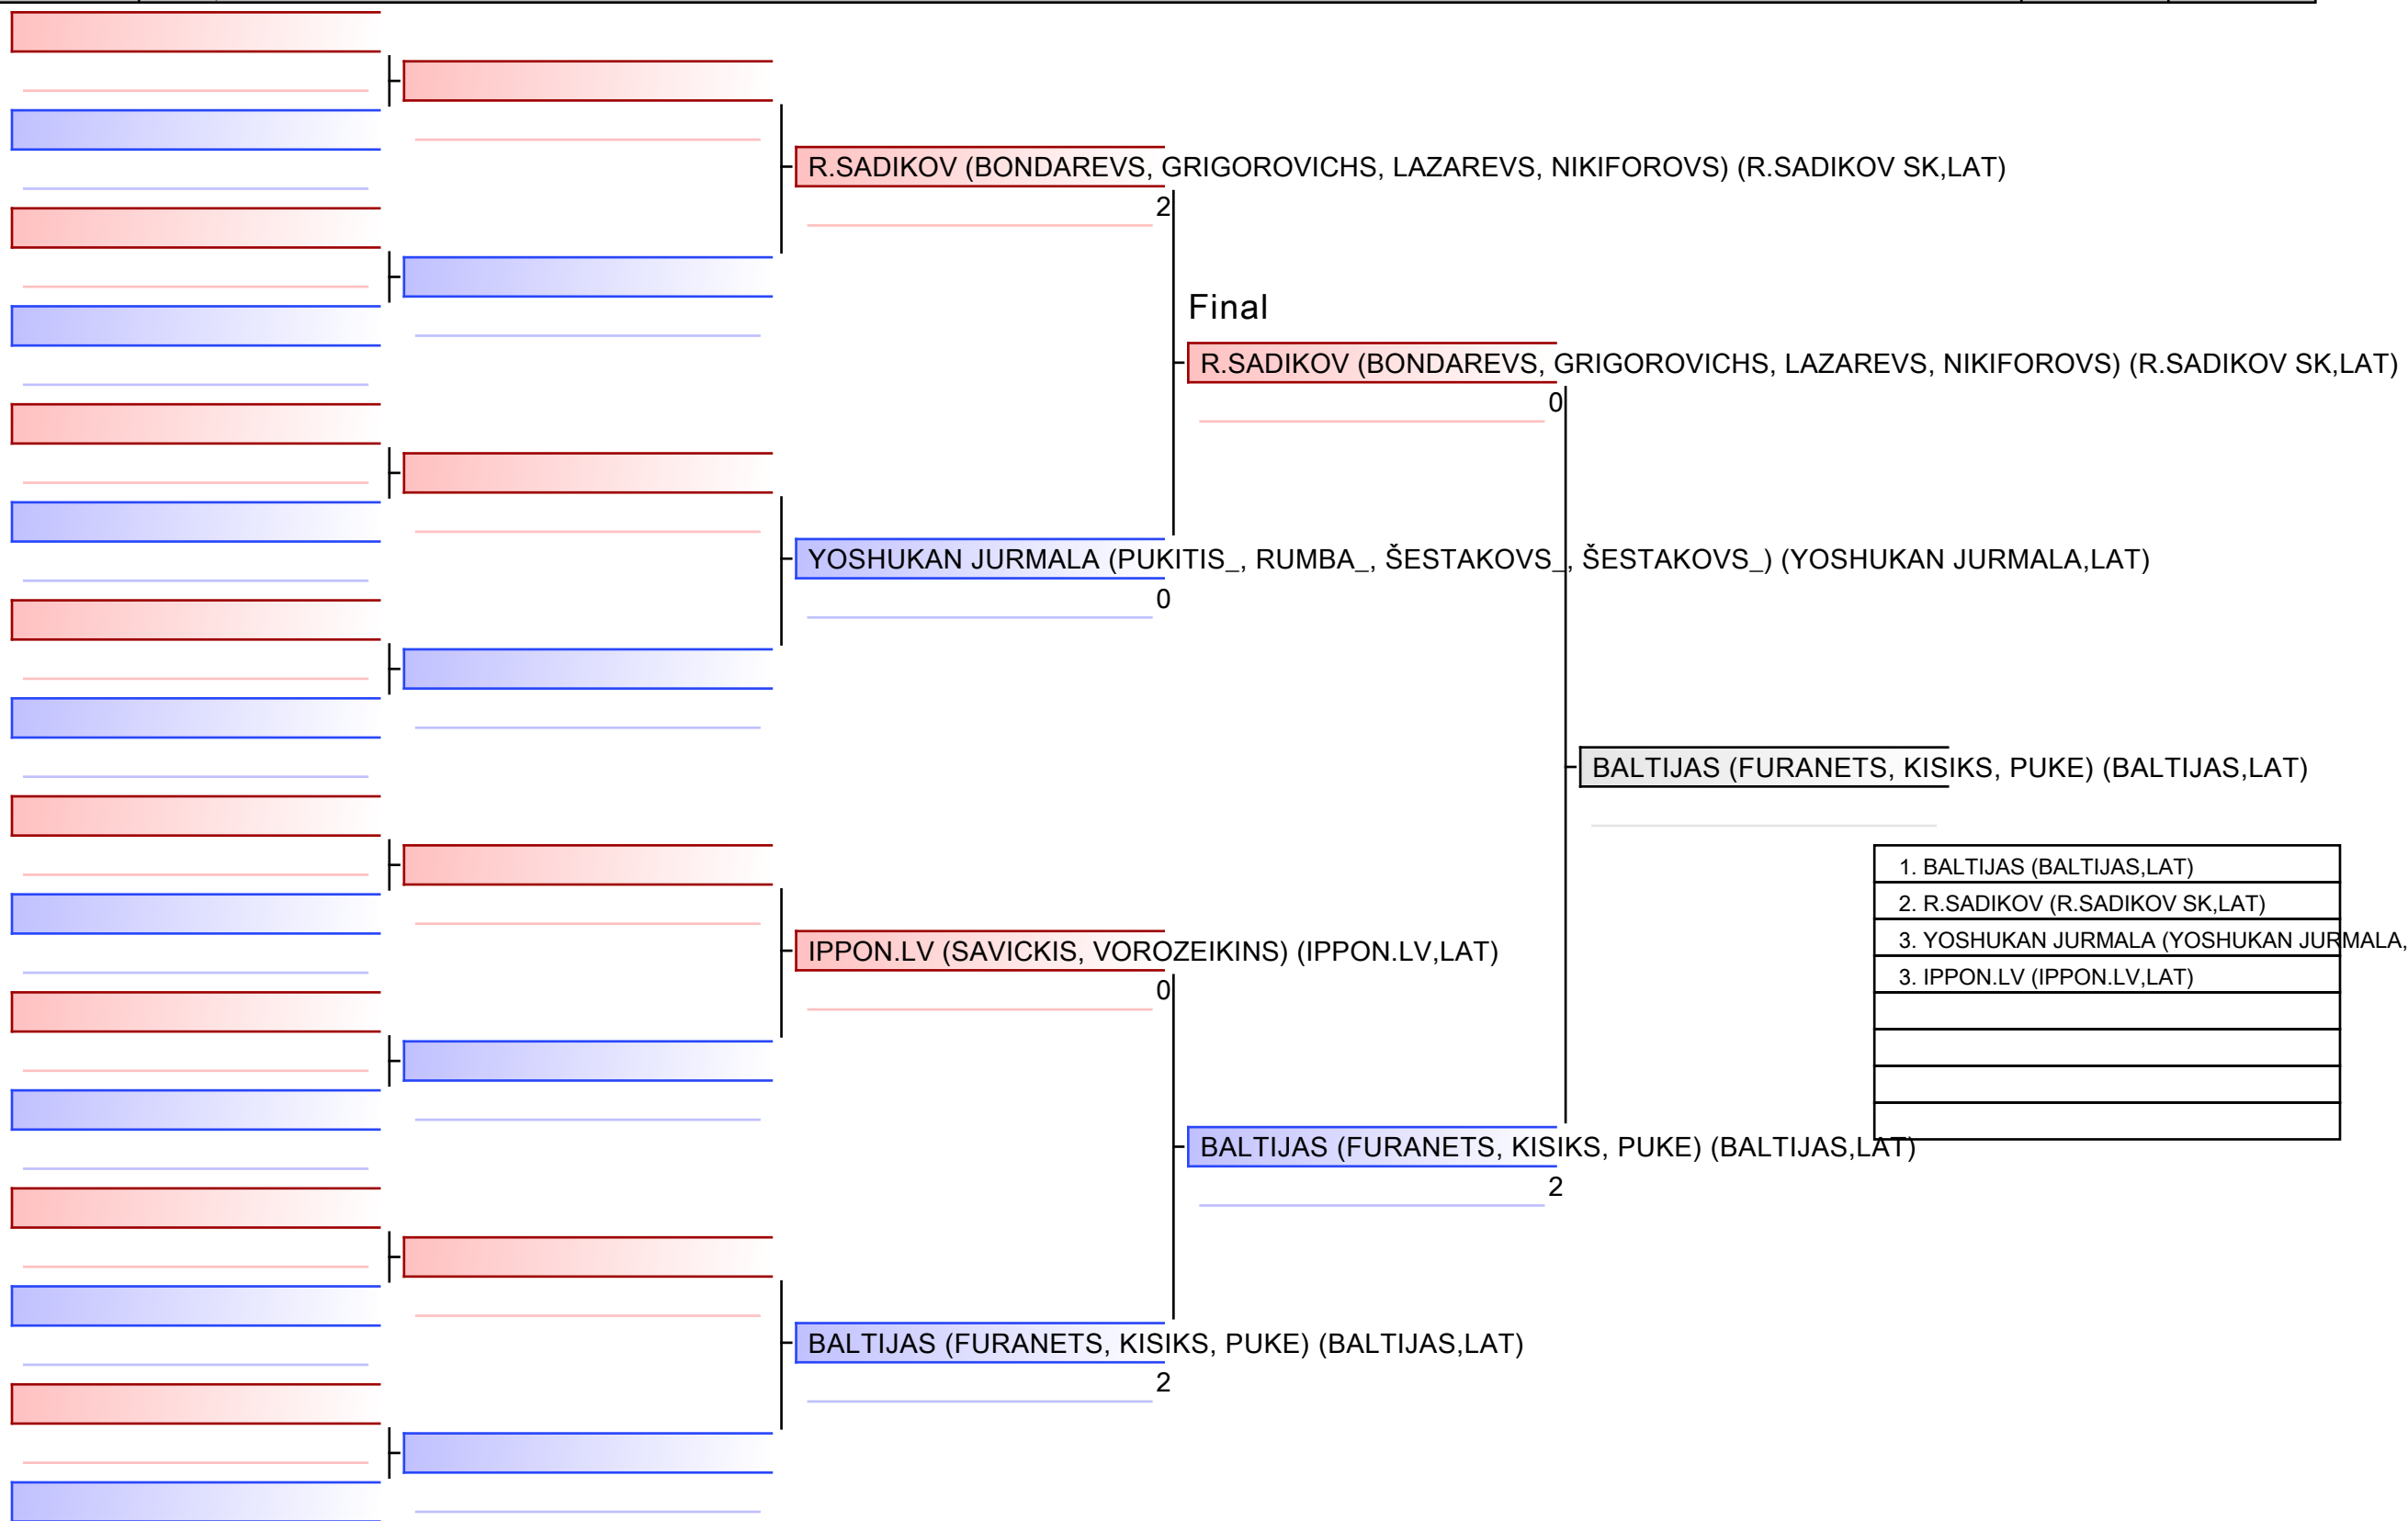 R.SADIKOV (BONDAREVS, GRIGOROVICHS, LAZAREVS, NIKIFOROVS) (R.SADIKOV SK,LAT)
2
Final
R.SADIKOV (BONDAREVS, GRIGOROVICHS, LAZAREVS, NIKIFOROVS) (R.SADIKOV SK,LAT)
0
YOSHUKAN JURMALA (PUKITIS_, RUMBA_, ŠESTAKOVS_, ŠESTAKOVS_) (YOSHUKAN JURMALA,LAT)
0
BALTIJAS (FURANETS, KISIKS, PUKE) (BALTIJAS,LAT)
1. BALTIJAS (BALTIJAS,LAT)
2. R.SADIKOV (R.SADIKOV SK,LAT)
3. YOSHUKAN JURMALA (YOSHUKAN JURMALA,
3. IPPON.LV (IPPON.LV,LAT)
IPPON.LV (SAVICKIS, VOROZEIKINS) (IPPON.LV,LAT)
0
BALTIJAS (FURANETS, KISIKS, PUKE) (BALTIJAS,LAT)
2
BALTIJAS (FURANETS, KISIKS, PUKE) (BALTIJAS,LAT)
2